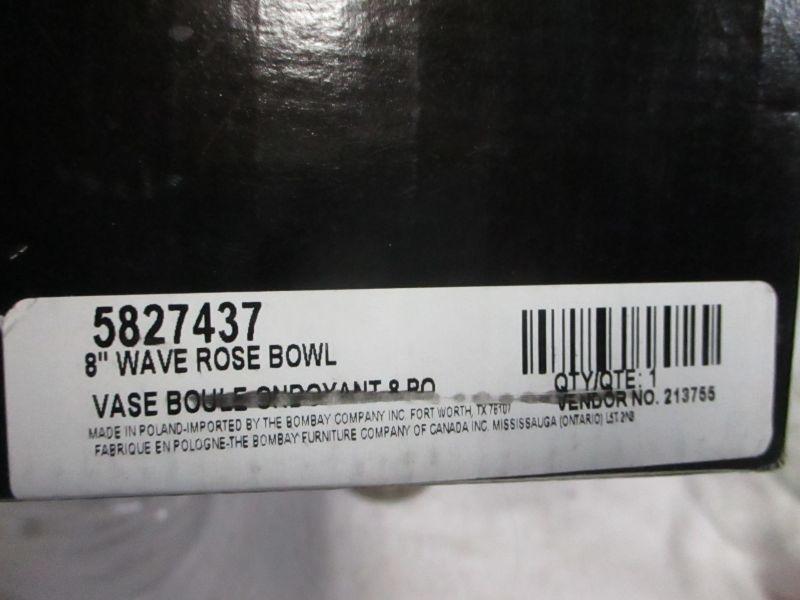 5827437
8" WAVE ROSE BOWL
VASE BOULE ONDOYANT 8 PO
QTY/QTE: 1
VENDOR NO. 213755
MADE IN POLAND-IMPORTED BY THE BOMBAY COMPANY INC. FORT WORTH, TX 76107
FABRIQUE EN POLOGNE-THE BOMBAY FURNITURE COMPANY OF CANADA INC. MISSISSAUGA (ONTARIO) L5T 2N8